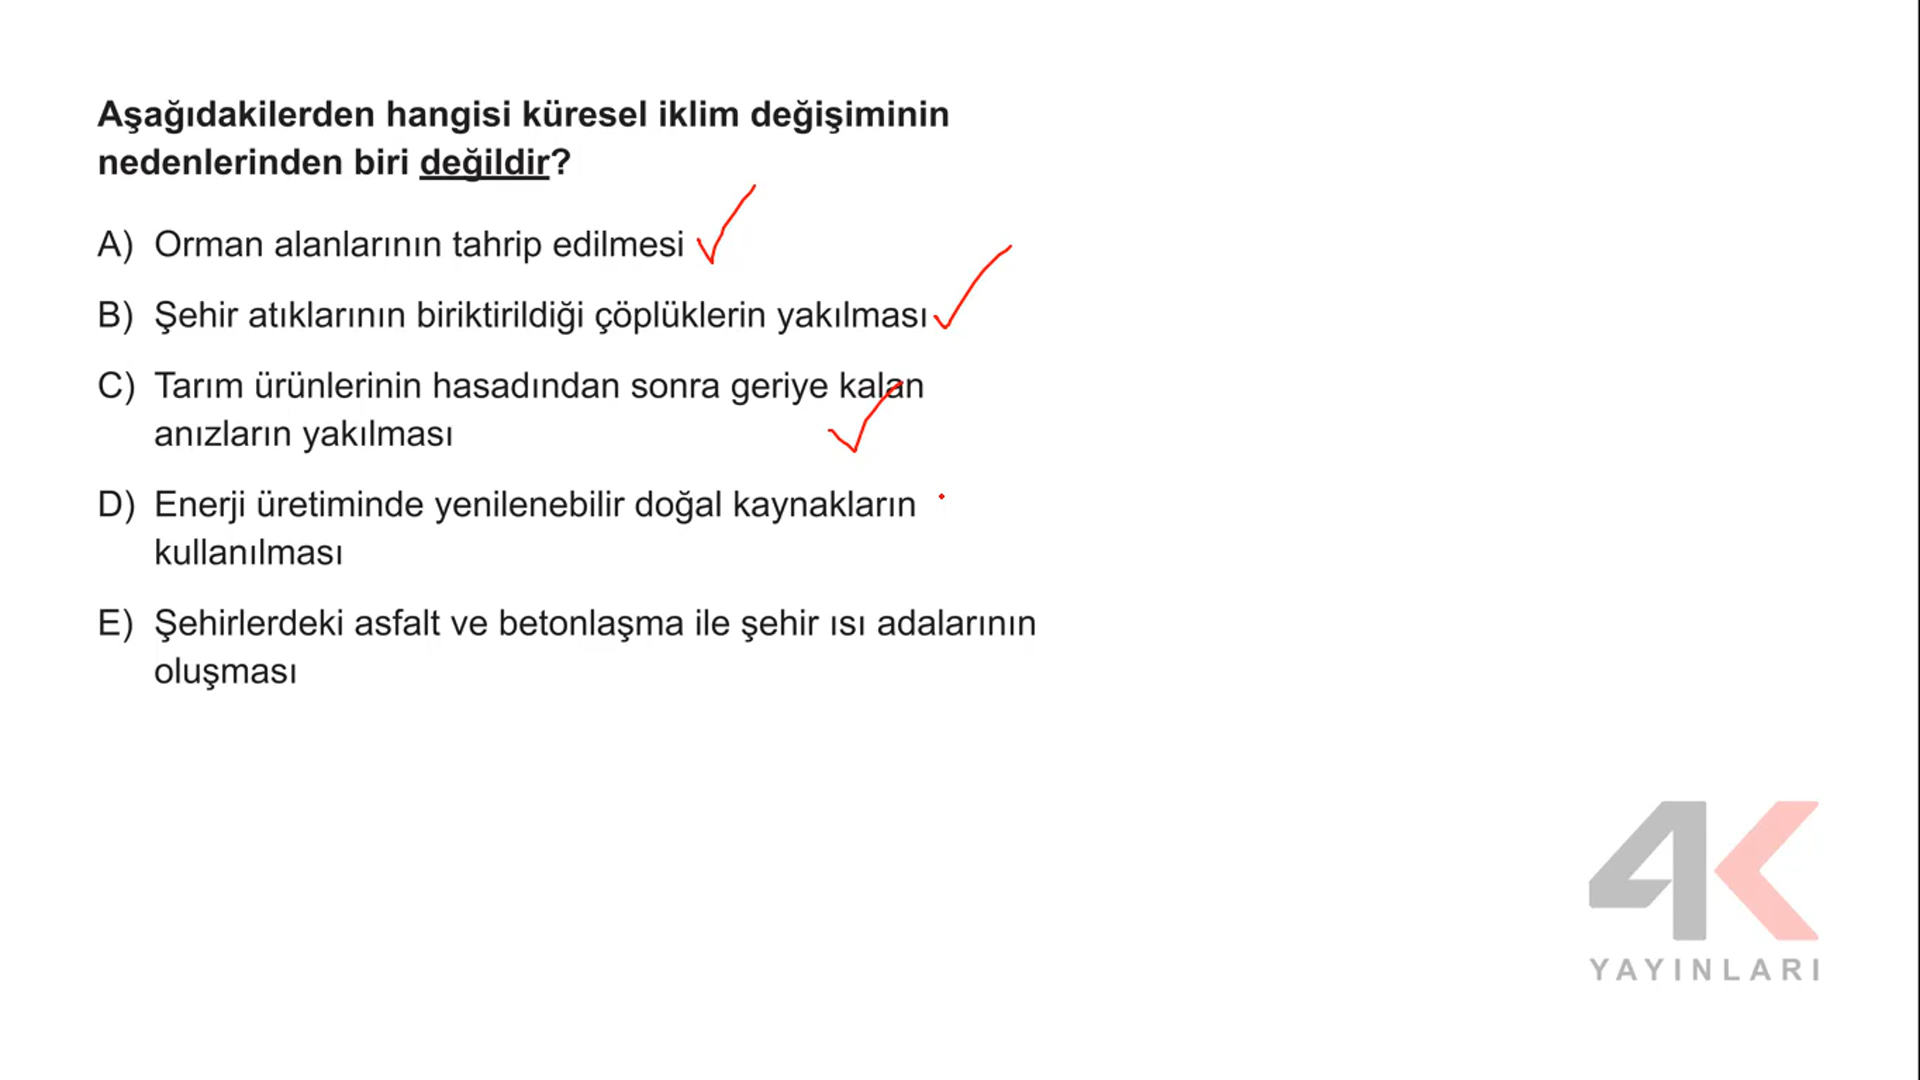 Aşağıdakilerden hangisi küresel iklim değişiminin
nedenlerinden biri değildir?
A) Orman alanlarının tahrip edilmesi
B) Şehir atıklarının biriktirildiği çöplüklerin yakılması
C) Tarım ürünlerinin hasadından sonra geriye kalan
anızların yakılması
D) Enerji üretiminde yenilenebilir doğal kaynakların
kullanılması
E) Şehirlerdeki asfalt ve betonlaşma ile şehir ısı adalarının
oluşması
4K
YAYINLARI